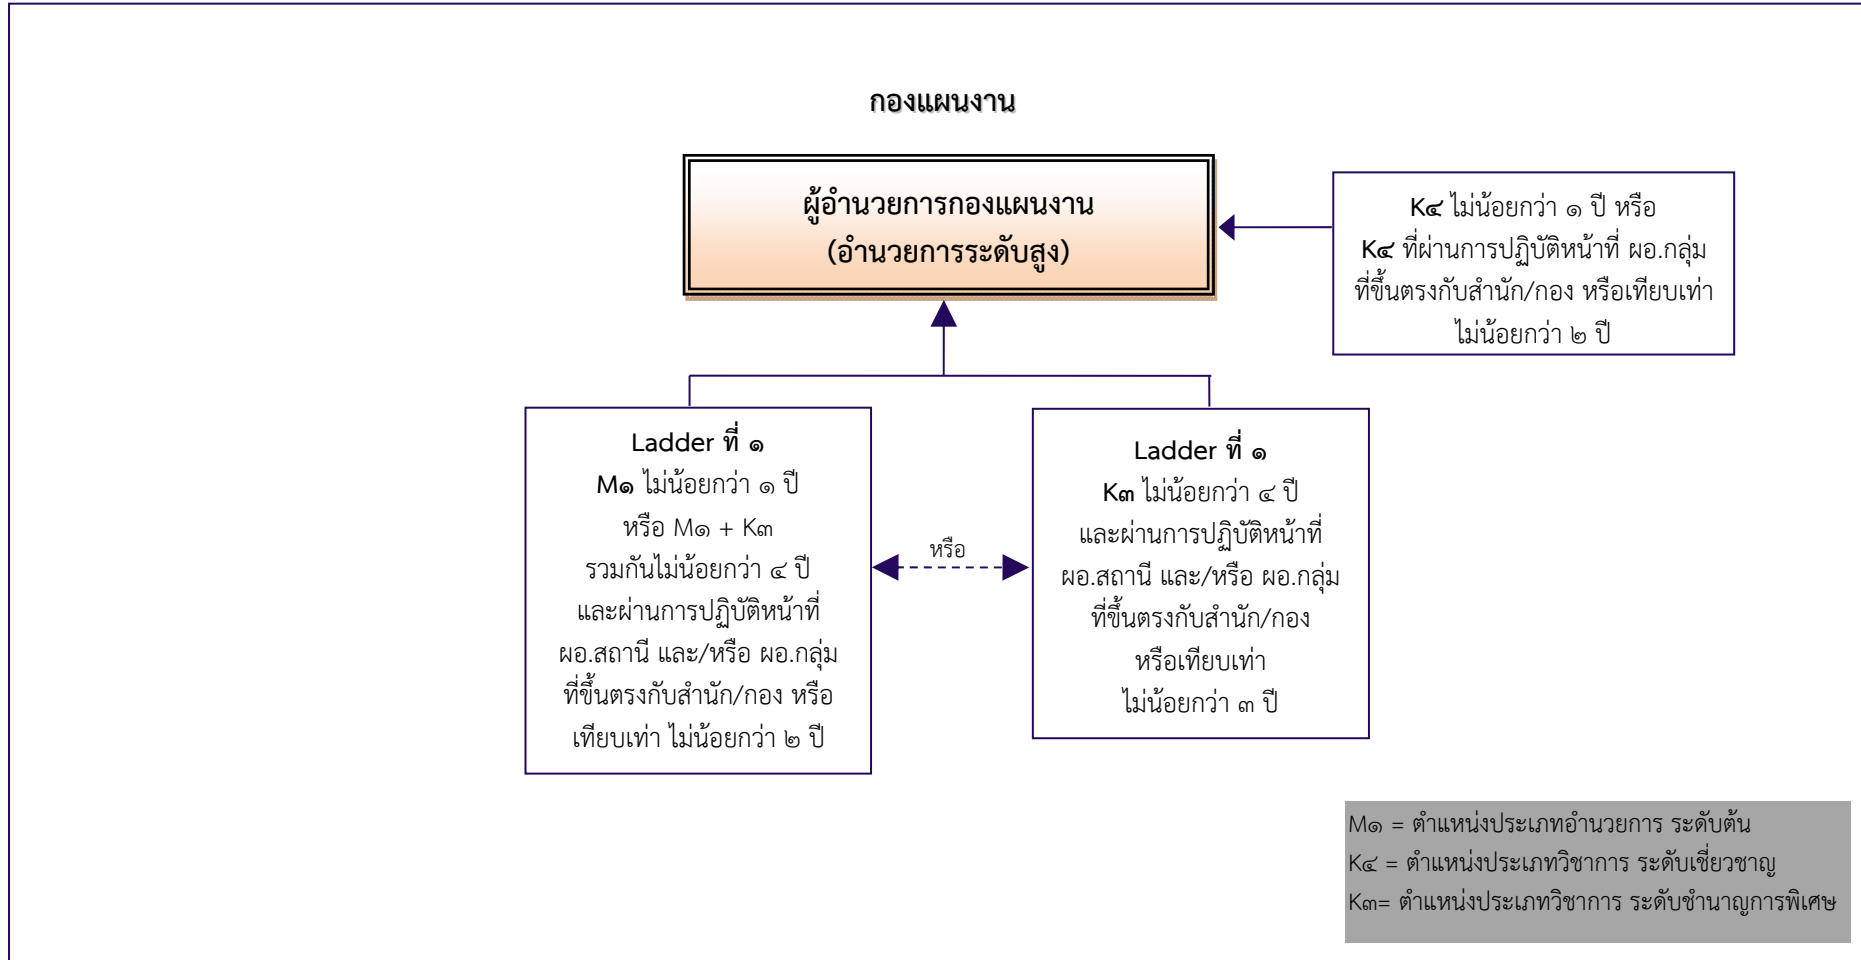 กองแผนงาน
ผู้อำนวยการกองแผนงาน
(อำนวยการระดับสูง)
K๔ ไม่น้อยกว่า ๑ ปี หรือ
K๔ ที่ผ่านการปฏิบัติหน้าที่ ผอ.กลุ่ม
ที่ขึ้นตรงกับสำนัก/กอง หรือเทียบเท่า
ไม่น้อยกว่า ๒ ปี
Ladder ที่ ๑
M๑ ไม่น้อยกว่า ๑ ปี
หรือ M๑ + K๓
รวมกันไม่น้อยกว่า ๔ ปี
และผ่านการปฏิบัติหน้าที่
ผอ.สถานี และ/หรือ ผอ.กลุ่ม
ที่ขึ้นตรงกับสำนัก/กอง หรือ
เทียบเท่า ไม่น้อยกว่า ๒ ปี
หรือ
Ladder ที่ ๑
K๓ ไม่น้อยกว่า ๔ ปี
และผ่านการปฏิบัติหน้าที่
ผอ.สถานี และ/หรือ ผอ.กลุ่ม
ที่ขึ้นตรงกับสำนัก/กอง
หรือเทียบเท่า
ไม่น้อยกว่า ๓ ปี
M๑ = ตำแหน่งประเภทอำนวยการ ระดับต้น
K๔ = ตำแหน่งประเภทวิชาการ ระดับเชี่ยวชาญ
K๓= ตำแหน่งประเภทวิชาการ ระดับชำนาญการพิเศษ